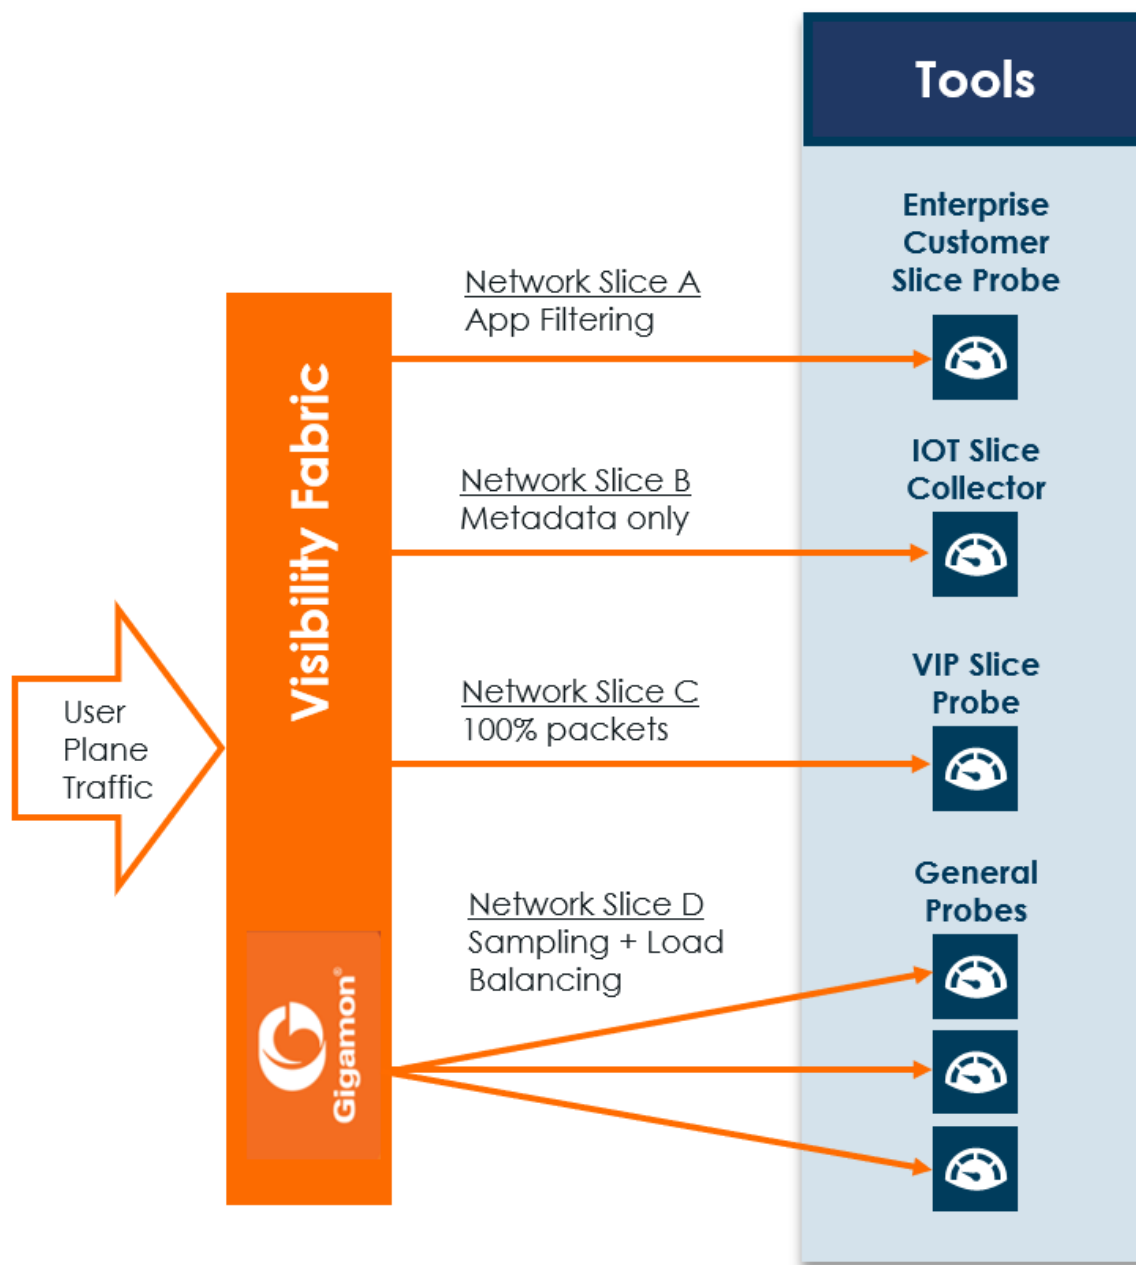 Tools
Enterprise
Customer
Slice Probe
Network Slice A
App Filtering
Visibility Fabric
IOT Slice
Collector
Network Slice B
Metadata only
VIP Slice
Probe
Network Slice C
100% packets
User
Plane
Traffic
General
Probes
Network Slice D
Sampling + Load
Balancing
Gigamon®